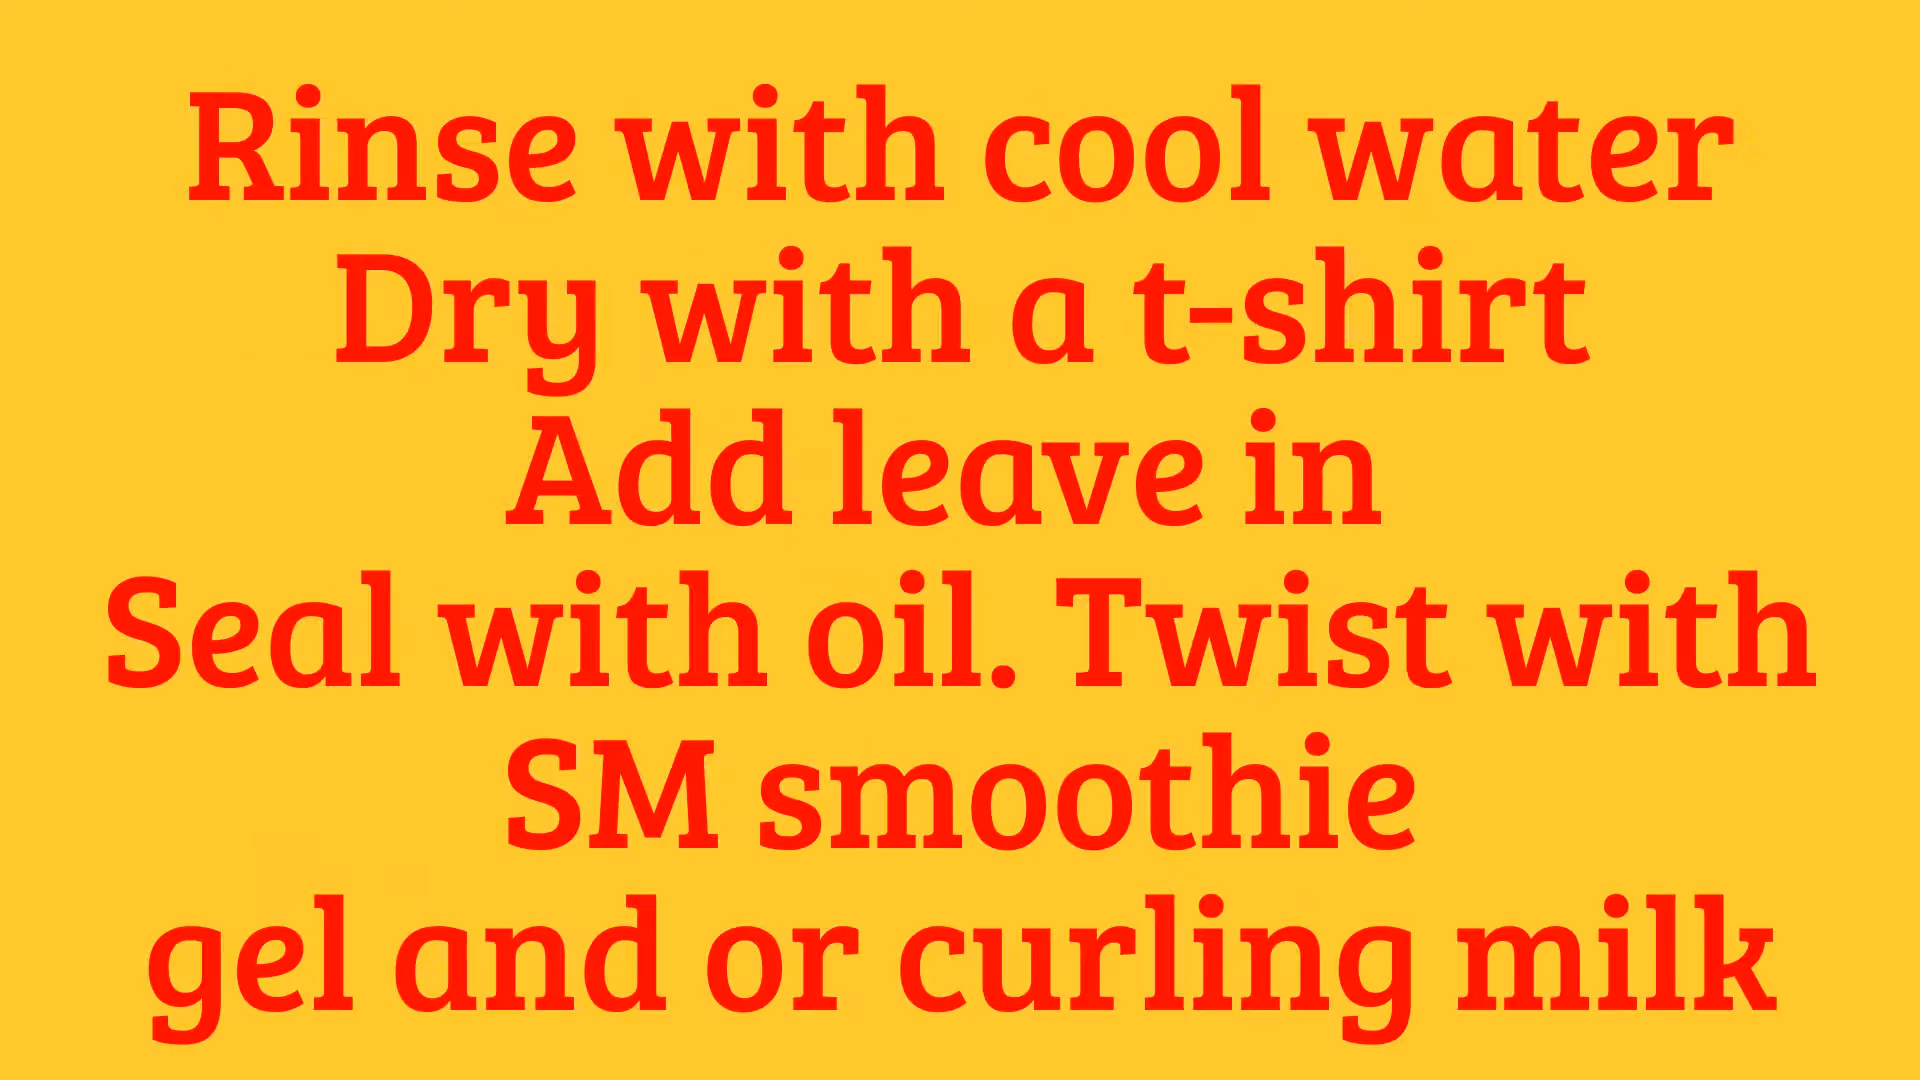 Rinse with cool water
Dry with a t-shirt
Add leave in
Seal with oil. Twist with
SM smoothie
gel and or curling milk